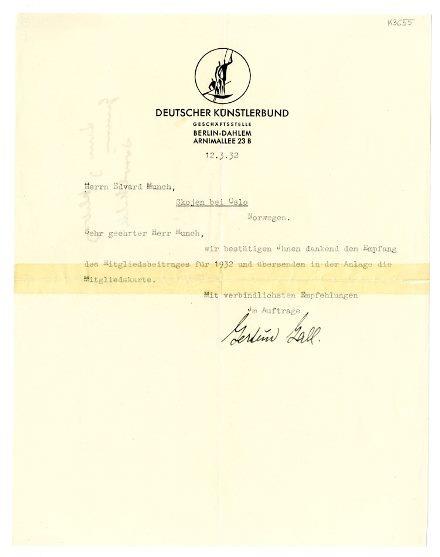 K3655
DEUTSCHER KÜNSTLERBUND
GESCHÄFTSSTELLE
BERLIN-DAHLEM
ARNIMALLEE 23 B
12.3.32
Herrn Edvard Munch,
Skojen bei Oslo
Norwegen.
Sehr geehrter Herr Munch,
wir bestätigen Ihnen dankend den Empfang
des Mitgliedsbeitrages für 1932 und übersenden in der Anlage die
Mitgliedskarte.
Mit verbindlichsten Empfehlungen
im Auftrage
Gall.